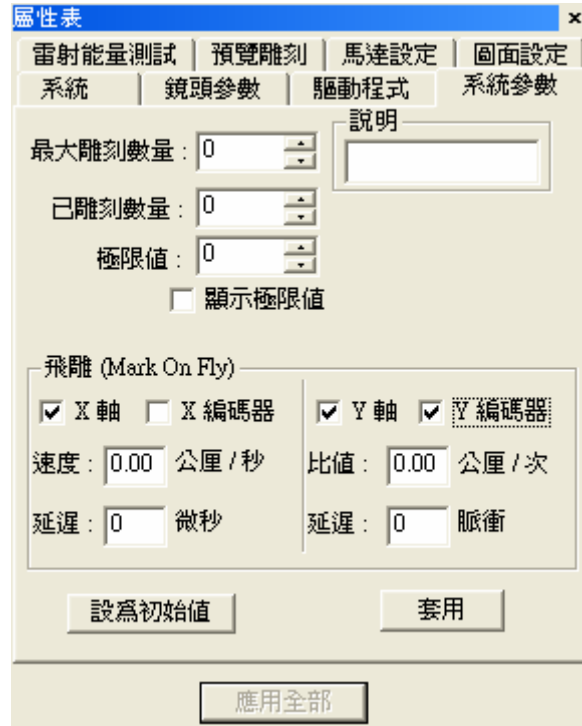 屬性表
雷射能量測試 預覽雕刻 馬達設定 圖面設定
系統 鏡頭參數 驅動程式 系統參數
說明
最大雕刻數量：0
已雕刻數量：0
極限值：0
顯示極限值
飛雕 (Mark On Fly)
X 軸 X 編碼器 Y 軸 Y 編碼器
速度：0.00 公厘 / 秒 比值：0.00 公厘 / 次
延遲：0 微秒 延遲：0 脈衝
設爲初始值 套用
應用全部